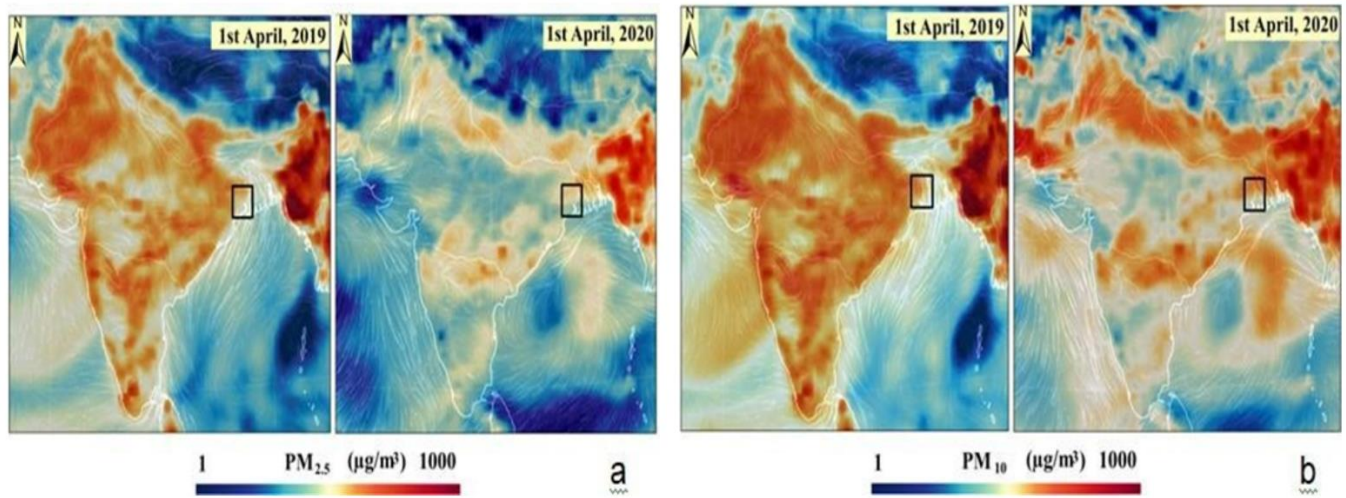 N
1st April, 2019
N
1st April, 2020
N
1st April, 2019
N
1st April, 2020
1 PM2.5 (μg/m³) 1000
a
1 PM10 (μg/m³) 1000
b